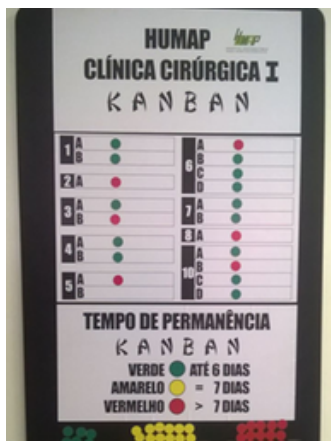 HUMAP
CLÍNICA CIRÚRGICA I
KANBAN
1 A
B
2 A
3 A
B
4 A
B
5 A
B
6 A
B
C
D
7 A
B
8 A
10 A
B
C
D
TEMPO DE PERMANÊNCIA
KANBAN
VERDE ATÉ 6 DIAS
AMARELO = 7 DIAS
VERMELHO > 7 DIAS